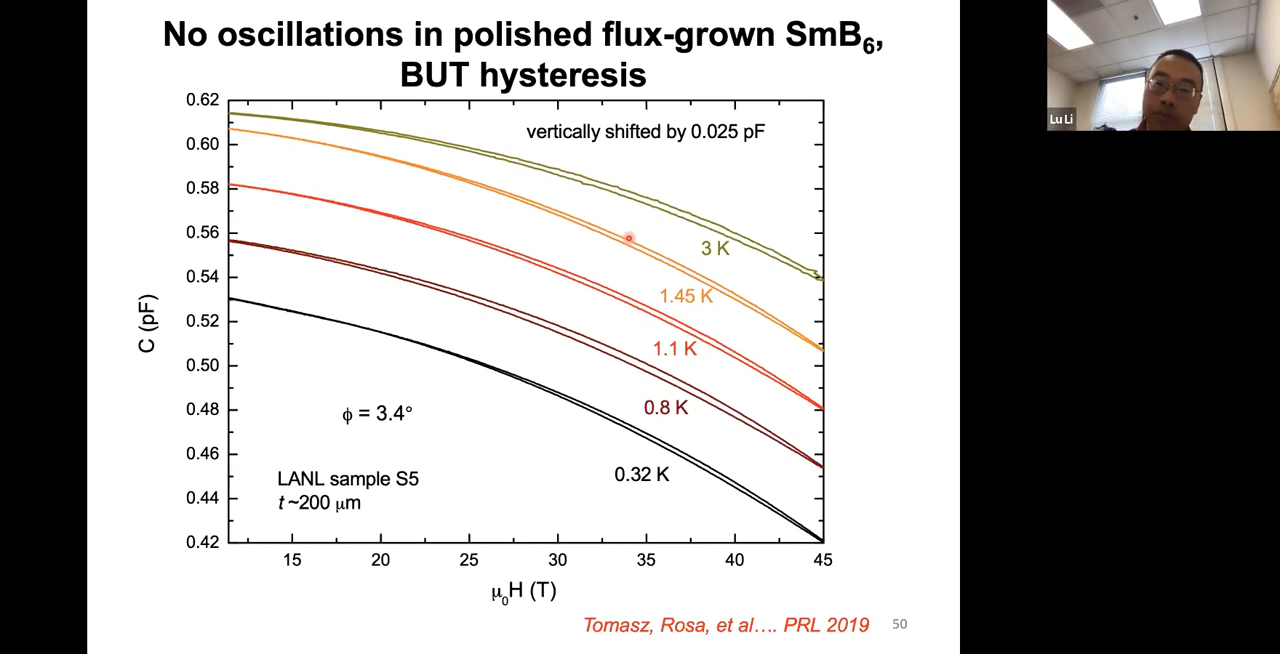 No oscillations in polished flux-grown SmB₆,
BUT hysteresis
Lu Li
vertically shifted by 0.025 pF
0.62
0.60
0.58
0.56
0.54
0.52
0.50
0.48
0.46
0.44
0.42
C (pF)
3 K
1.45 K
1.1 K
0.8 K
0.32 K
ϕ = 3.4°
LANL sample S5
t ~200 μm
15 20 25 30 35 40 45
μ₀H (T)
Tomasz, Rosa, et al…. PRL 2019 50